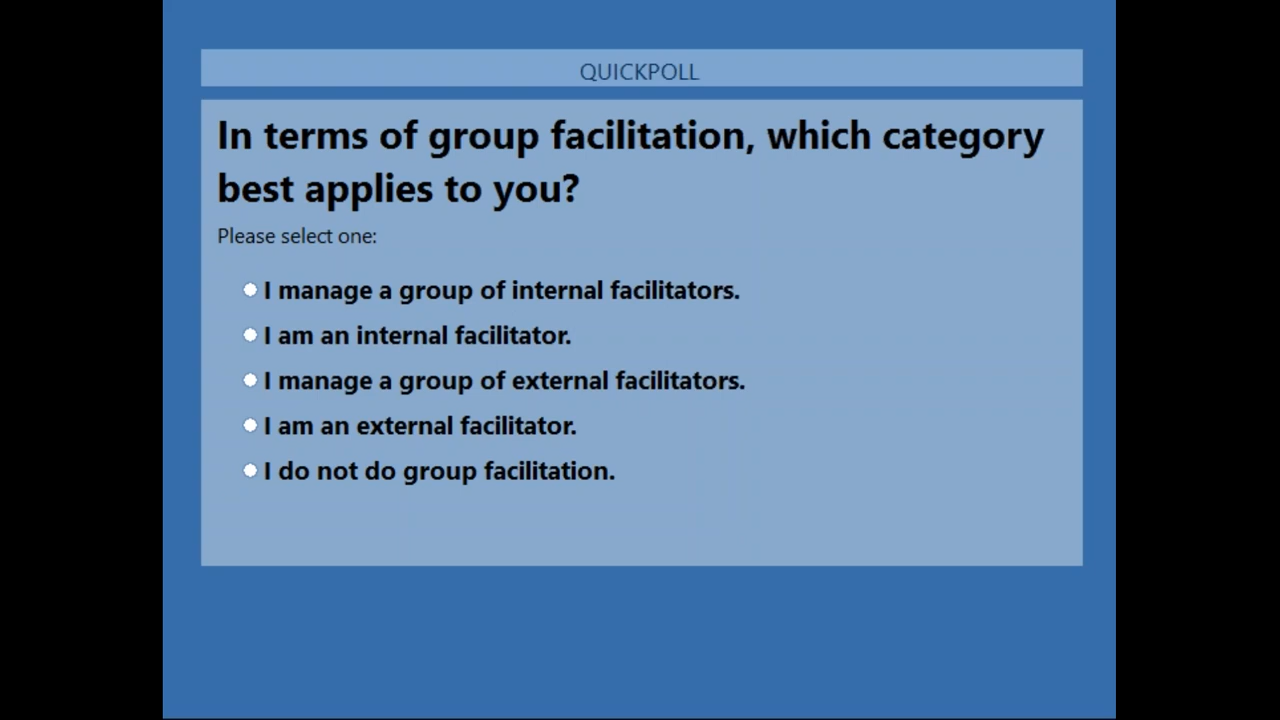 QUICKPOLL
In terms of group facilitation, which category
best applies to you?
Please select one:
I manage a group of internal facilitators.
I am an internal facilitator.
I manage a group of external facilitators.
I am an external facilitator.
I do not do group facilitation.